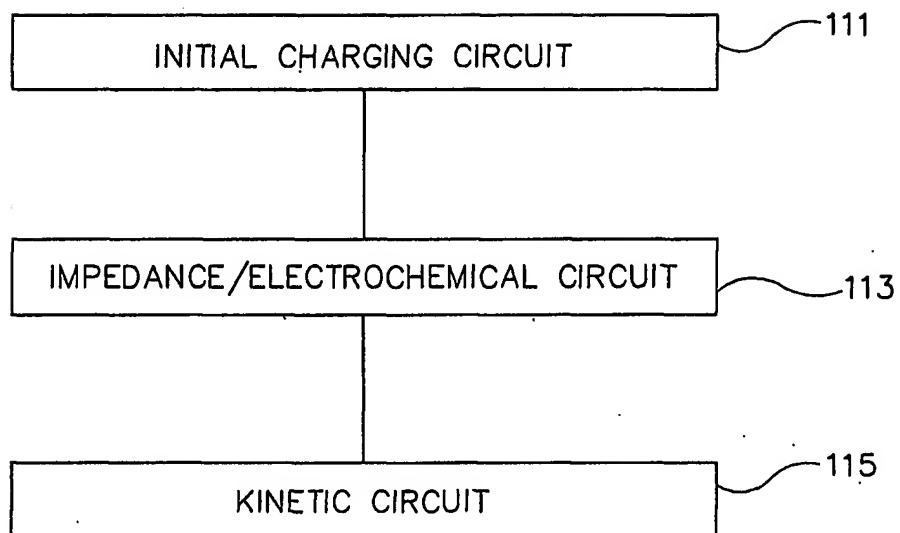 INITIAL CHARGING CIRCUIT
111
IMPEDANCE/ELECTROCHEMICAL CIRCUIT
113
KINETIC CIRCUIT
115